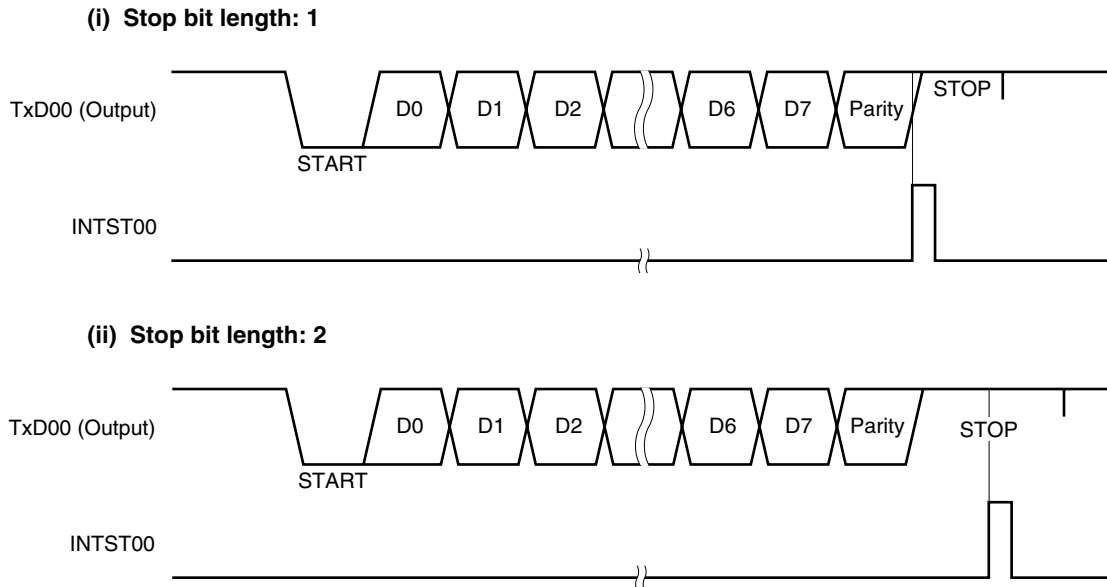 (i) Stop bit length: 1
TxD00 (Output)
D0 D1 D2 D6 D7 Parity STOP
START
INTST00
(ii) Stop bit length: 2
TxD00 (Output)
D0 D1 D2 D6 D7 Parity STOP
START
INTST00